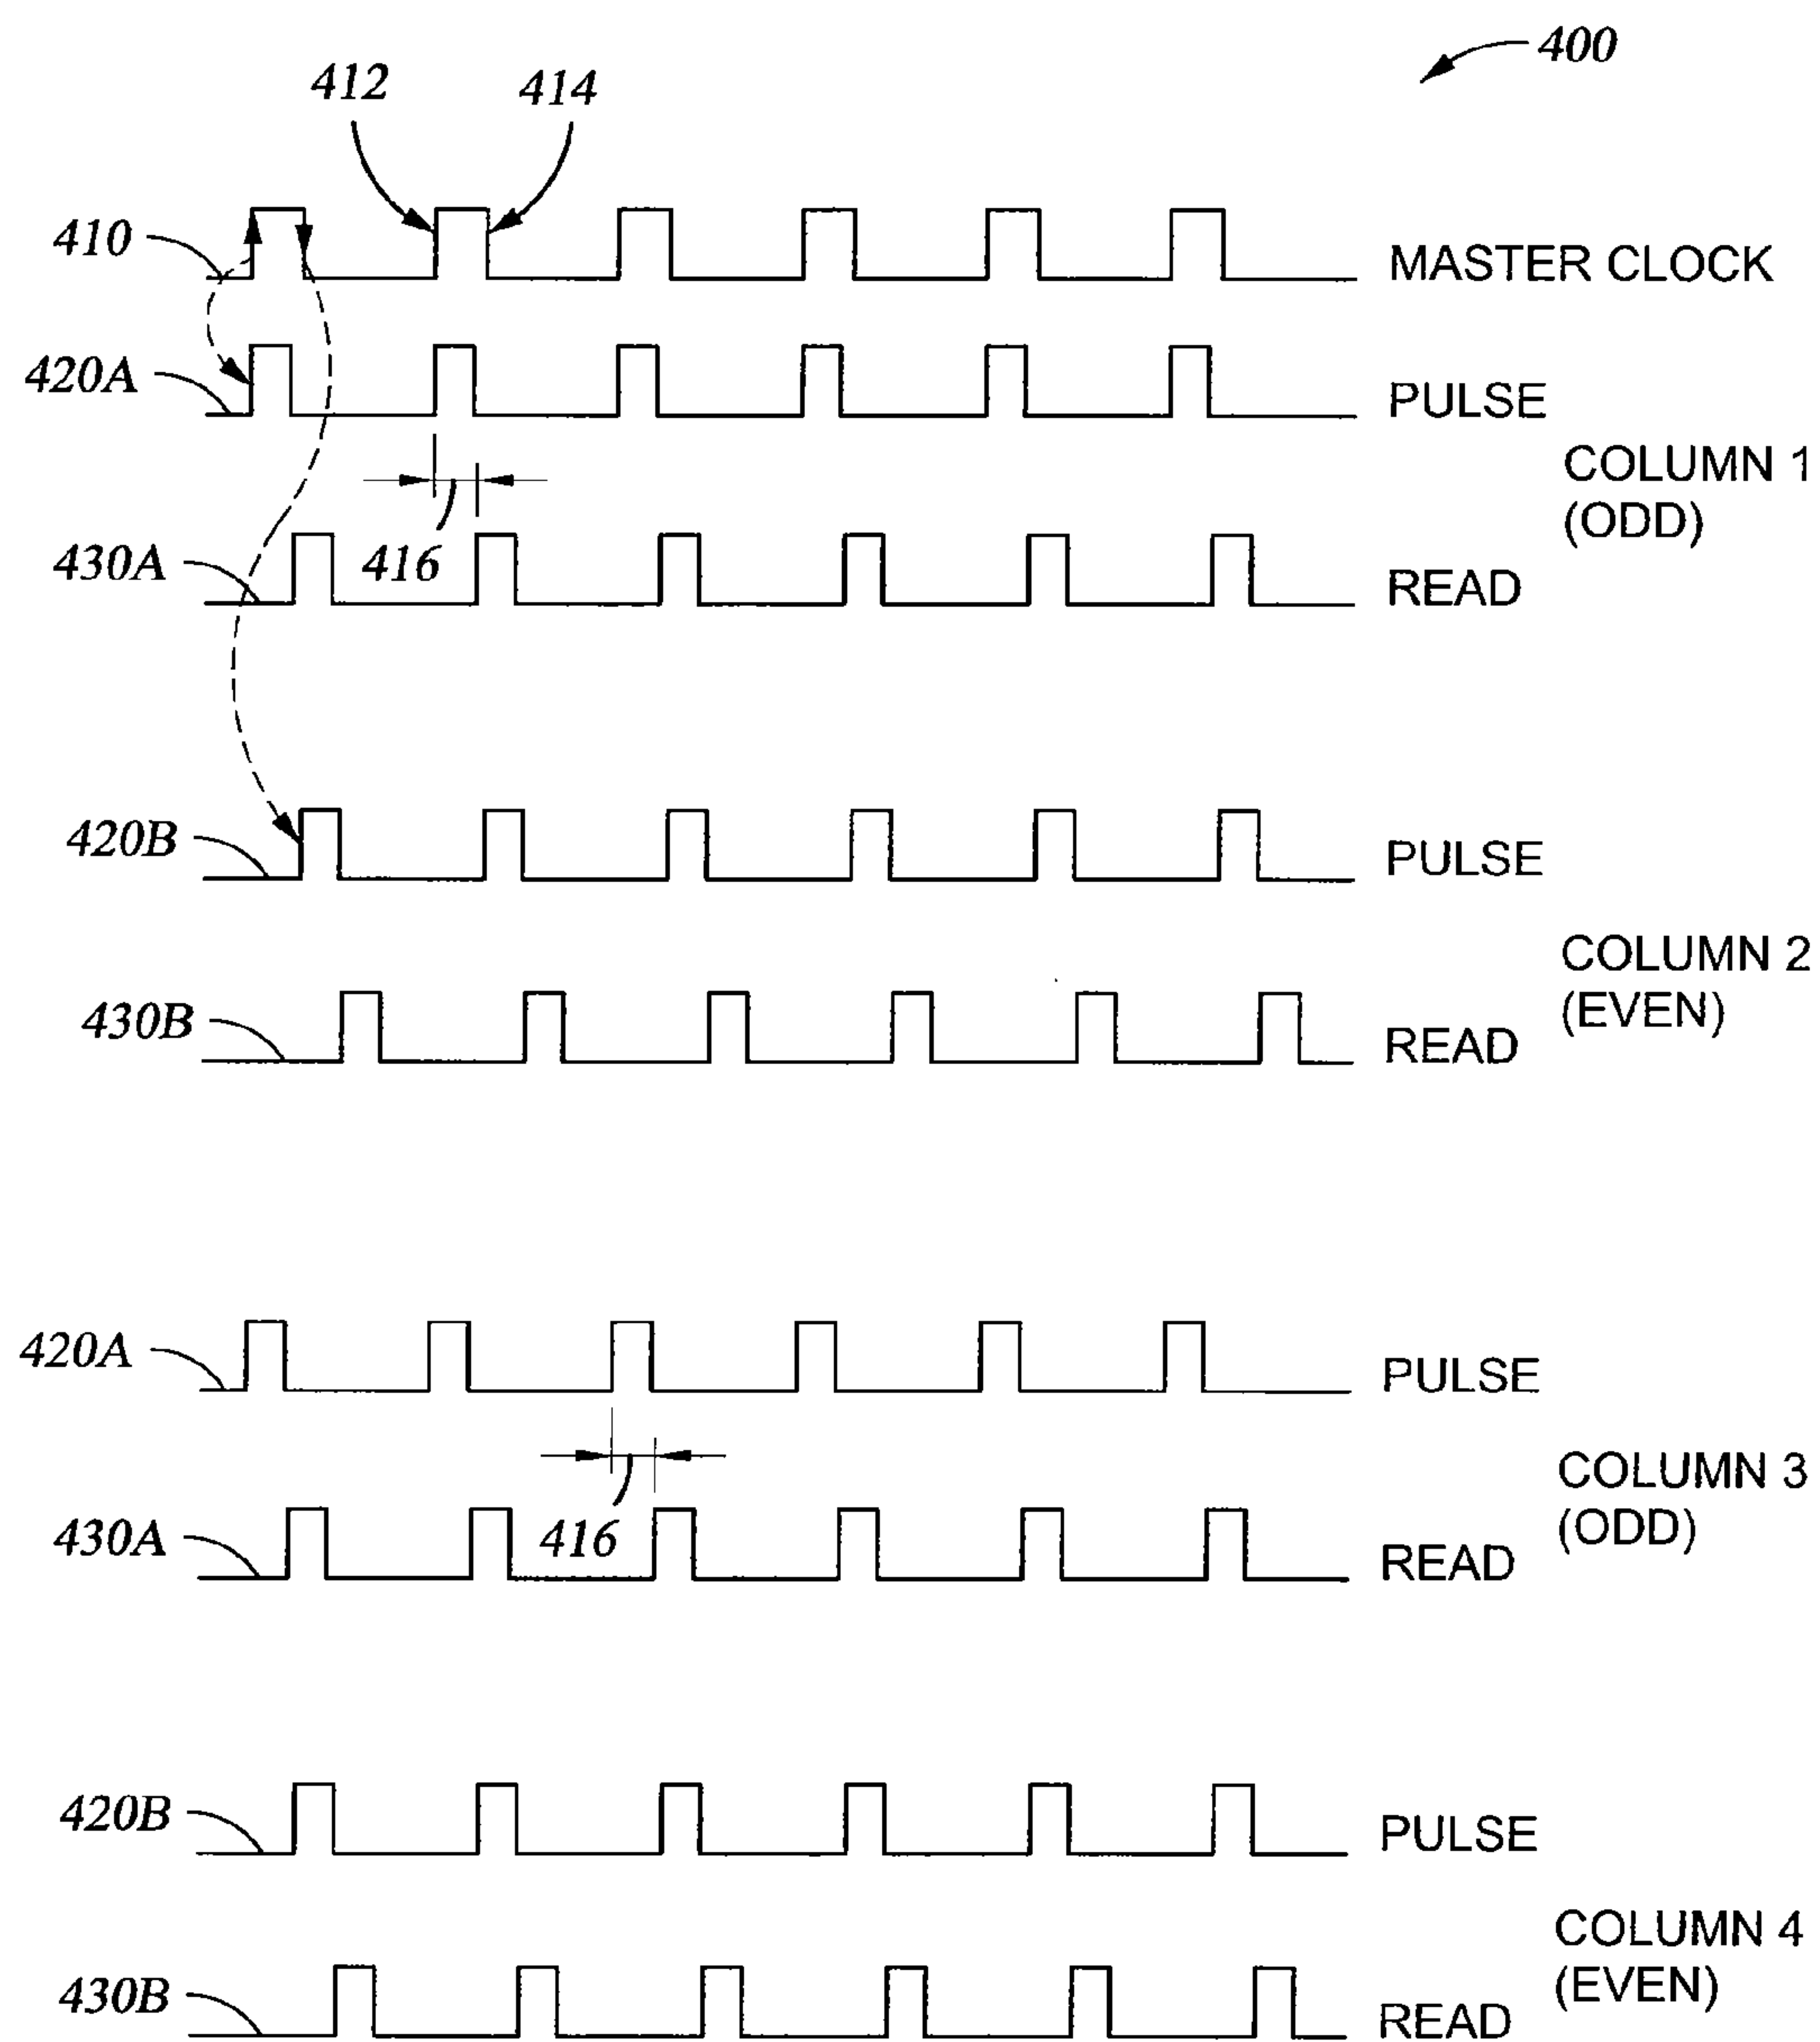 400
412
414
410
MASTER CLOCK
420A
PULSE
COLUMN 1
(ODD)
416
430A
READ
420B
PULSE
COLUMN 2
(EVEN)
430B
READ
420A
PULSE
COLUMN 3
(ODD)
416
430A
READ
420B
PULSE
COLUMN 4
(EVEN)
430B
READ